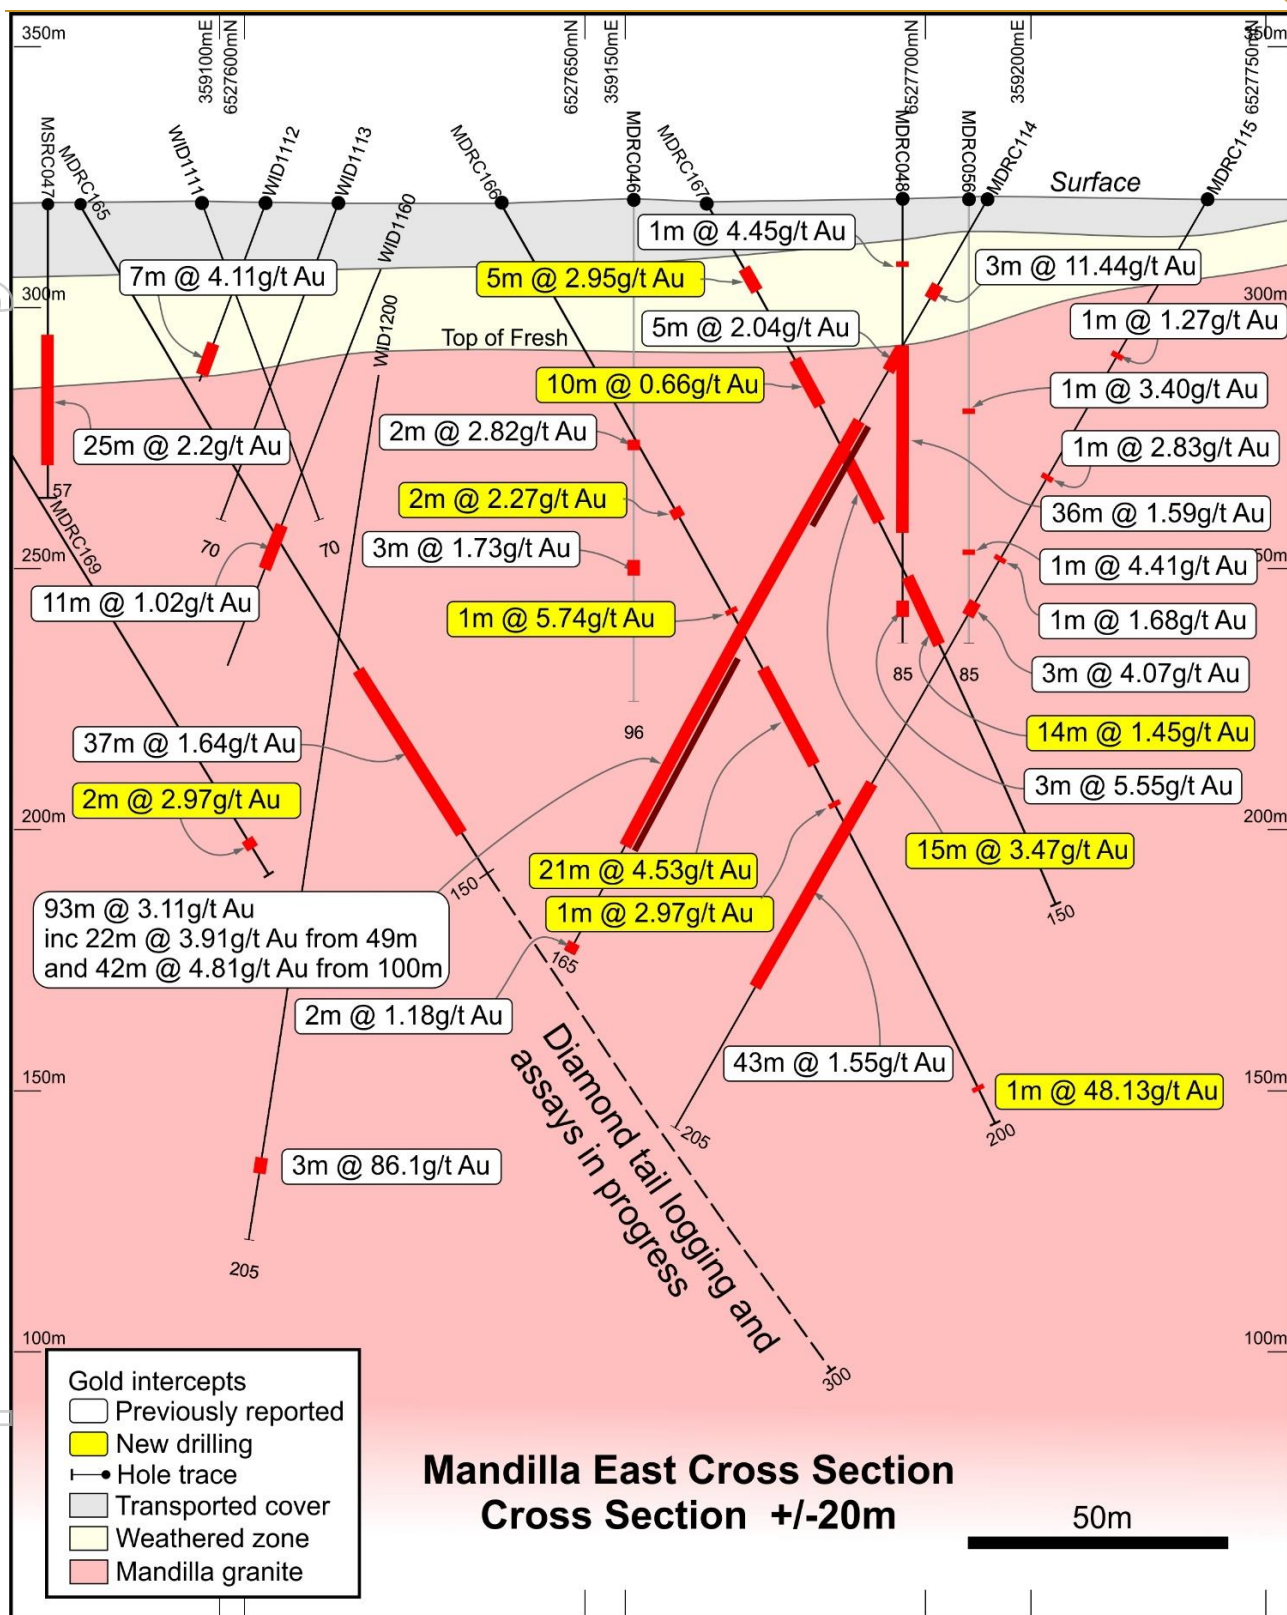 350m
359100mE
6527600mN
6527650mN
359150mE
6527700mN
359200mE
6527750mN
350m
MSRC047
MDRC165
WID1111
WID1112
WID1113
WID1160
WID1200
MDRC166
MDRC046
MDRC167
MDRC048
MDRC056
MDRC114
MDRC115
Surface
1m @ 4.45g/t Au
7m @ 4.11g/t Au
5m @ 2.95g/t Au
3m @ 11.44g/t Au
300m
300m
1m @ 1.27g/t Au
5m @ 2.04g/t Au
Top of Fresh
10m @ 0.66g/t Au
1m @ 3.40g/t Au
2m @ 2.82g/t Au
25m @ 2.2g/t Au
1m @ 2.83g/t Au
57
MDRC169
2m @ 2.27g/t Au
36m @ 1.59g/t Au
70
70
3m @ 1.73g/t Au
250m
50m
1m @ 4.41g/t Au
11m @ 1.02g/t Au
1m @ 5.74g/t Au
1m @ 1.68g/t Au
85
85
3m @ 4.07g/t Au
96
14m @ 1.45g/t Au
37m @ 1.64g/t Au
3m @ 5.55g/t Au
2m @ 2.97g/t Au
200m
200m
15m @ 3.47g/t Au
21m @ 4.53g/t Au
150
1m @ 2.97g/t Au
150
93m @ 3.11g/t Au
inc 22m @ 3.91g/t Au from 49m
and 42m @ 4.81g/t Au from 100m
165
2m @ 1.18g/t Au
43m @ 1.55g/t Au
150m
150m
1m @ 48.13g/t Au
205
200
3m @ 86.1g/t Au
Diamond tail logging and
assays in progress
205
100m
100m
300
Gold intercepts
Previously reported
New drilling
Hole trace
Transported cover
Weathered zone
Mandilla granite
Mandilla East Cross Section
Cross Section +/-20m
50m